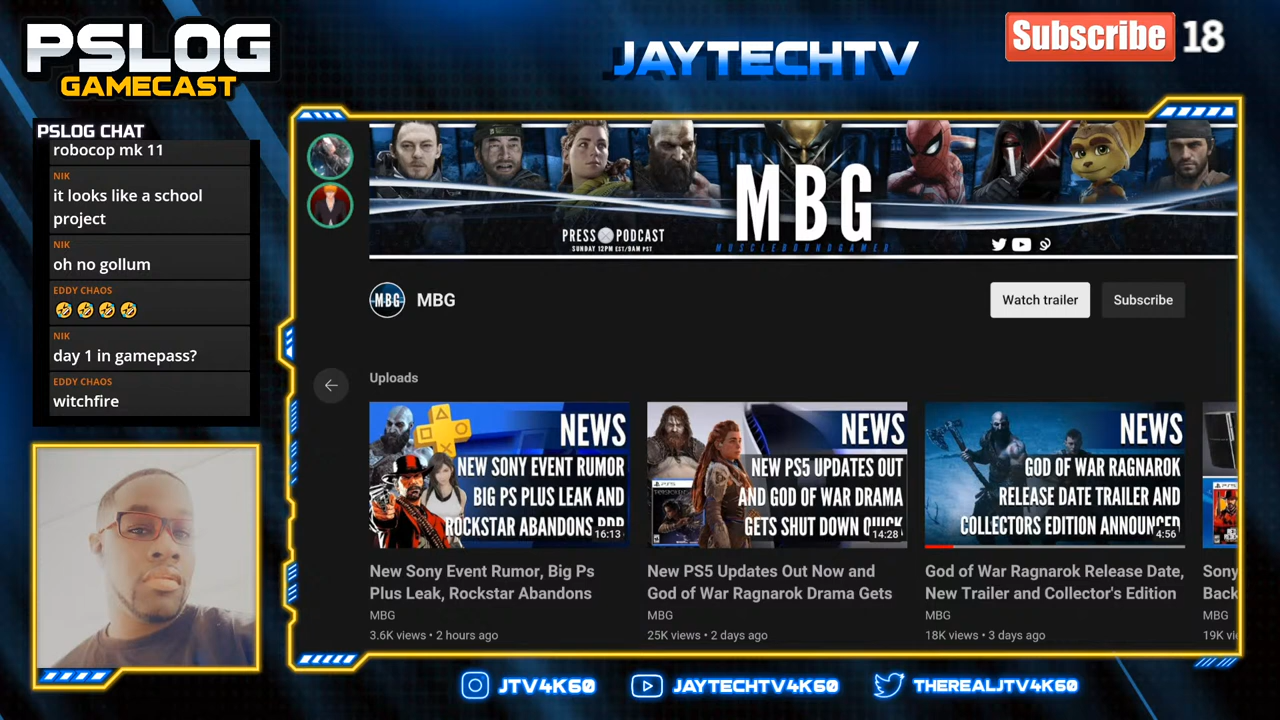 PSLOG
GAMECAST
JAYTECHTV
Subscribe 18
PSLOG CHAT
robocop mk 11
NIK
it looks like a school
project
NIK
oh no gollum
EDDY CHAOS
🤣🤣🤣🤣
NIK
day 1 in gamepass?
EDDY CHAOS
witchfire
MBG
PRESS PODCAST
SUNDAY 12PM EST/9AM PST
MUSCLEBOUNDGAMER
MBG
MBG
Watch trailer
Subscribe
Uploads
NEWS
NEW SONY EVENT RUMOR
BIG PS PLUS LEAK AND
ROCKSTAR ABANDONS RDR
16:13
NEWS
NEW PS5 UPDATES OUT
AND GOD OF WAR DRAMA
GETS SHUT DOWN QUICK
PS5
14:28
NEWS
GOD OF WAR RAGNAROK
RELEASE DATE TRAILER AND
COLLECTORS EDITION ANNOUNCED
4:56
New Sony Event Rumor, Big Ps
Plus Leak, Rockstar Abandons
MBG
3.6K views • 2 hours ago
New PS5 Updates Out Now and
God of War Ragnarok Drama Gets
MBG
25K views • 2 days ago
God of War Ragnarok Release Date,
New Trailer and Collector's Edition
MBG
18K views • 3 days ago
Sony
Back
MBG
19K vi
JTV4K60
JAYTECHTV4K60
THEREALJTV4K60